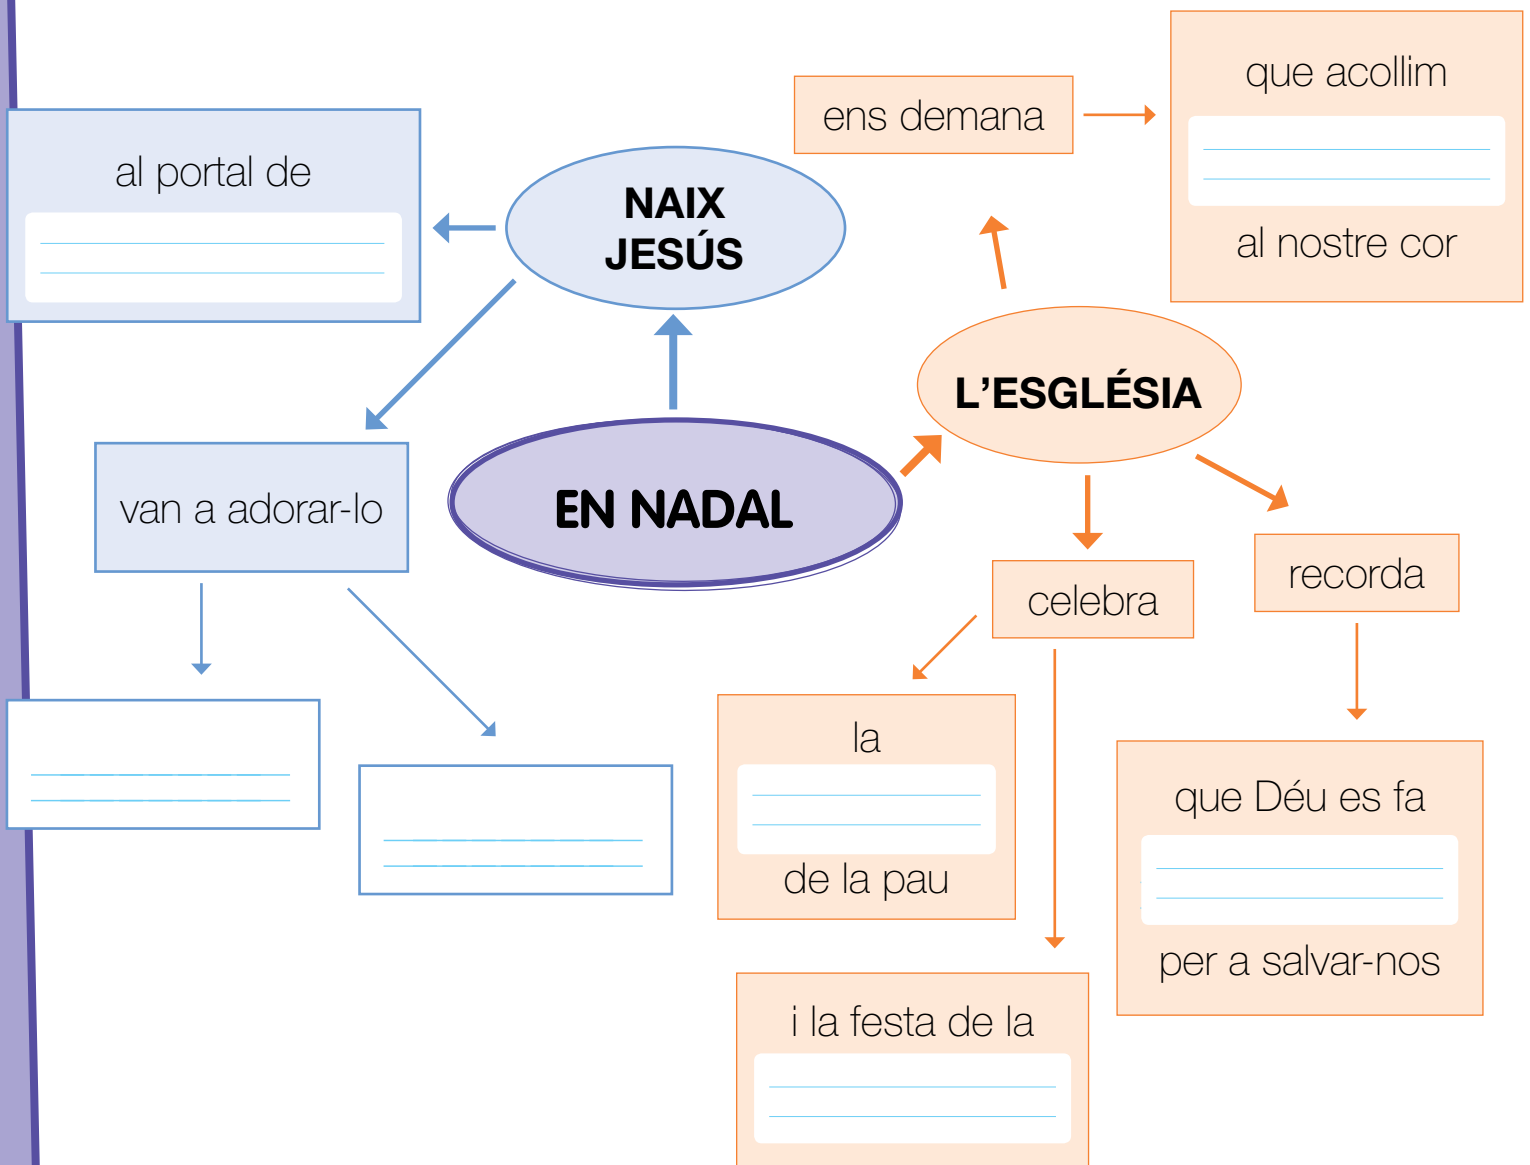 EN NADAL
NAIX
JESÚS
al portal de
van a adorar-lo
L’ESGLÉSIA
ens demana
que acollim
al nostre cor
celebra
la
de la pau
i la festa de la
recorda
que Déu es fa
per a salvar-nos